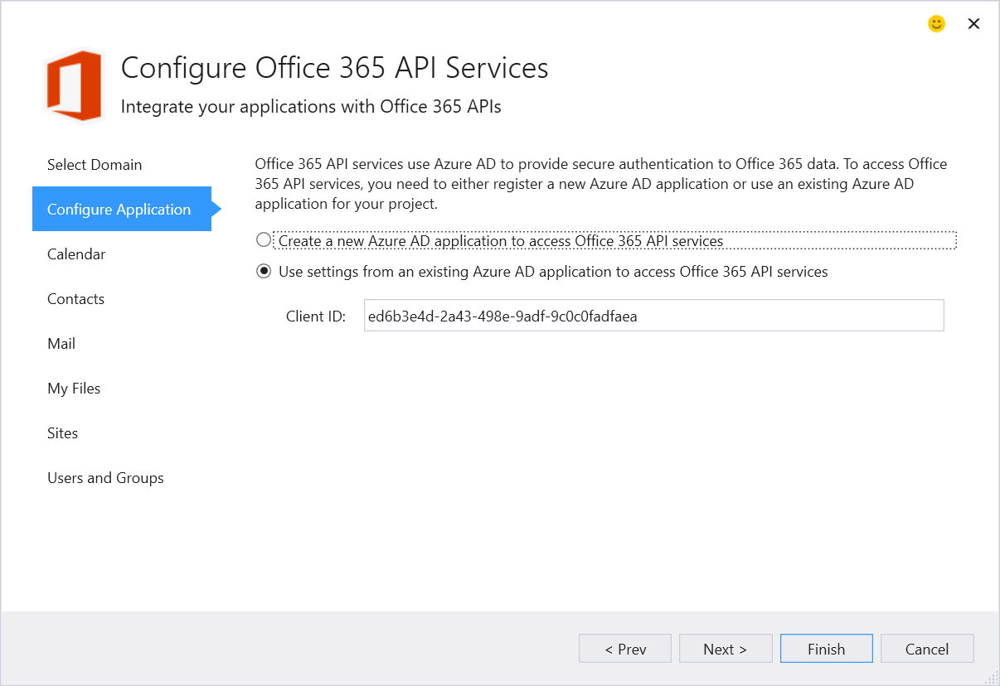 Configure Office 365 API Services
Integrate your applications with Office 365 APIs
Select Domain
Configure Application
Calendar
Contacts
Mail
My Files
Sites
Users and Groups
Office 365 API services use Azure AD to provide secure authentication to Office 365 data. To access Office
365 API services, you need to either register a new Azure AD application or use an existing Azure AD
application for your project.
Create a new Azure AD application to access Office 365 API services
Use settings from an existing Azure AD application to access Office 365 API services
Client ID: ed6b3e4d-2a43-498e-9adf-9c0c0fadfaea
< Prev Next > Finish Cancel